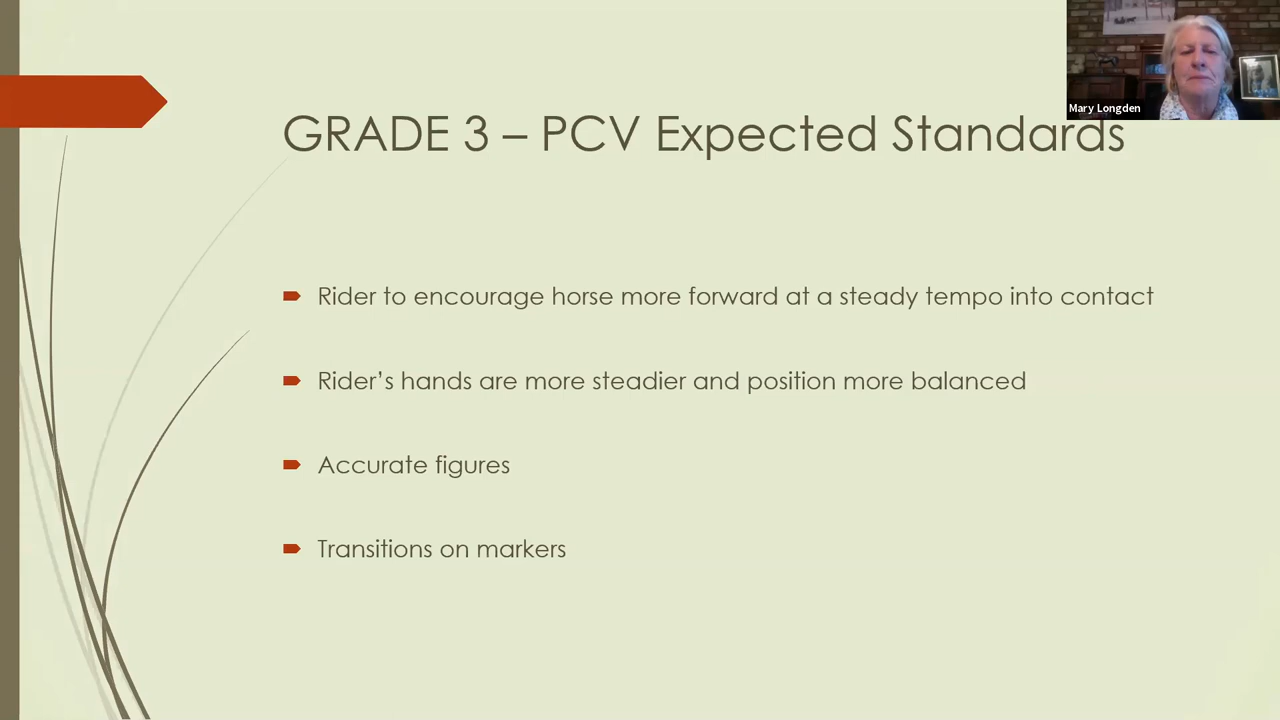 Mary Longden
GRADE 3 – PCV Expected Standards
Rider to encourage horse more forward at a steady tempo into contact
Rider’s hands are more steadier and position more balanced
Accurate figures
Transitions on markers